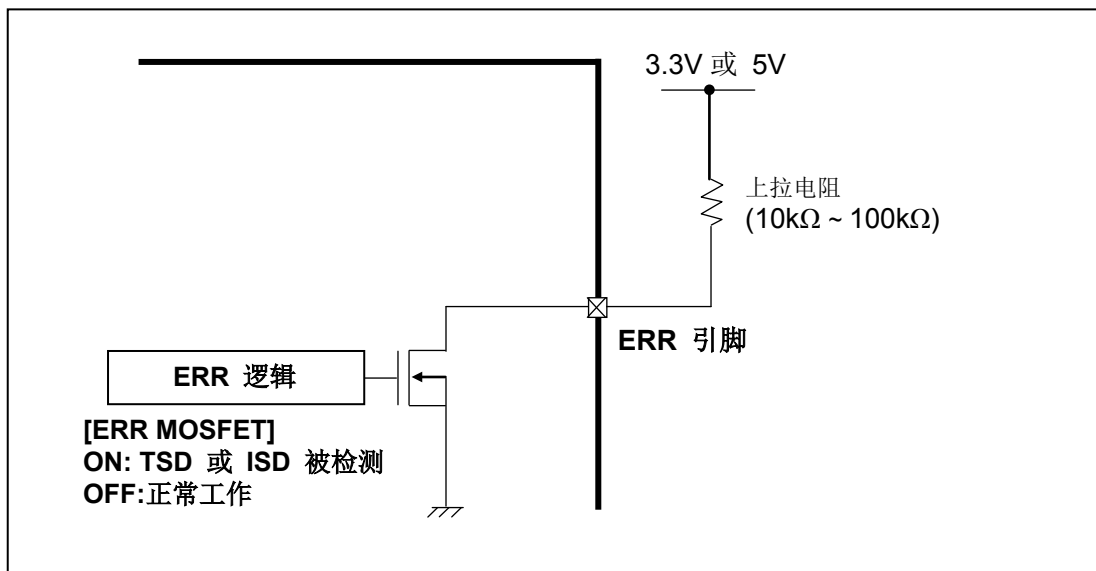 3.3V 或 5V
上拉电阻
(10kΩ ~ 100kΩ)
ERR 引脚
ERR 逻辑
[ERR MOSFET]
ON: TSD 或 ISD 被检测
OFF:正常工作